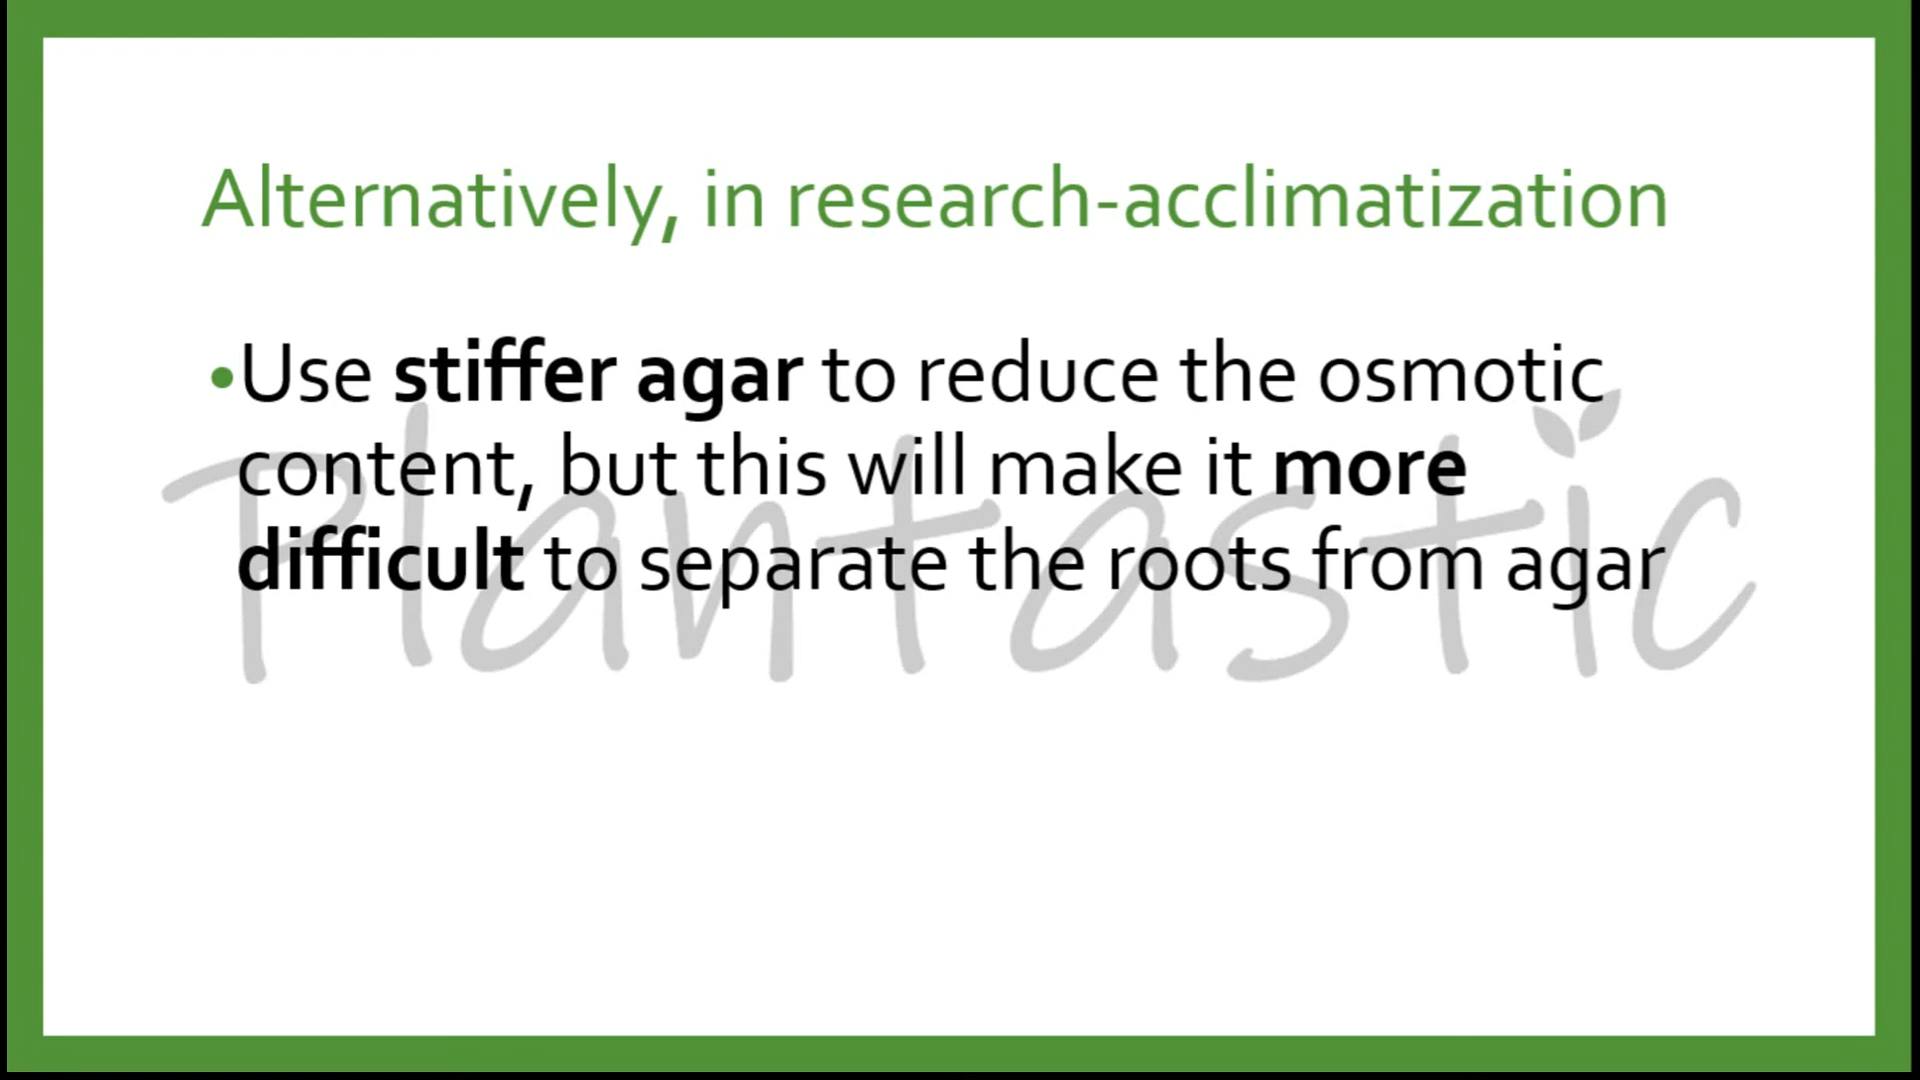 Alternatively, in research-acclimatization
•Use stiffer agar to reduce the osmotic
content, but this will make it more
difficult to separate the roots from agar
Plantastic